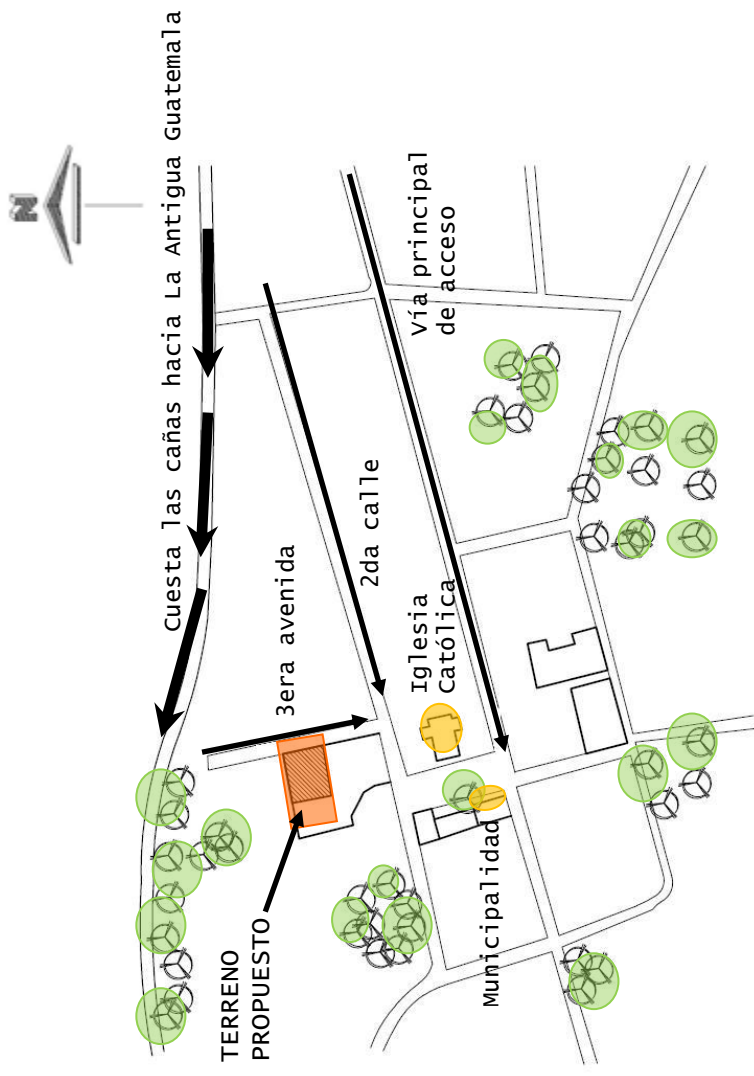 N
Cuesta las cañas hacia La Antigua Guatemala
Vía principal
de acceso
3era avenida
2da calle
Iglesia
Católica
TERRENO
PROPUESTO
Municipalidad